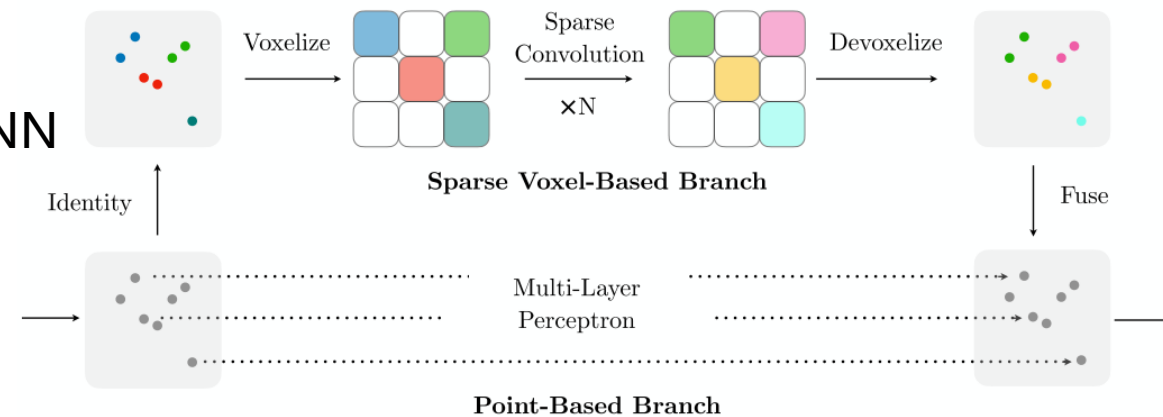 Voxelize
Sparse
Convolution
×N
Devoxelize
NN
Sparse Voxel-Based Branch
Identity
Fuse
Multi-Layer
Perceptron
Point-Based Branch